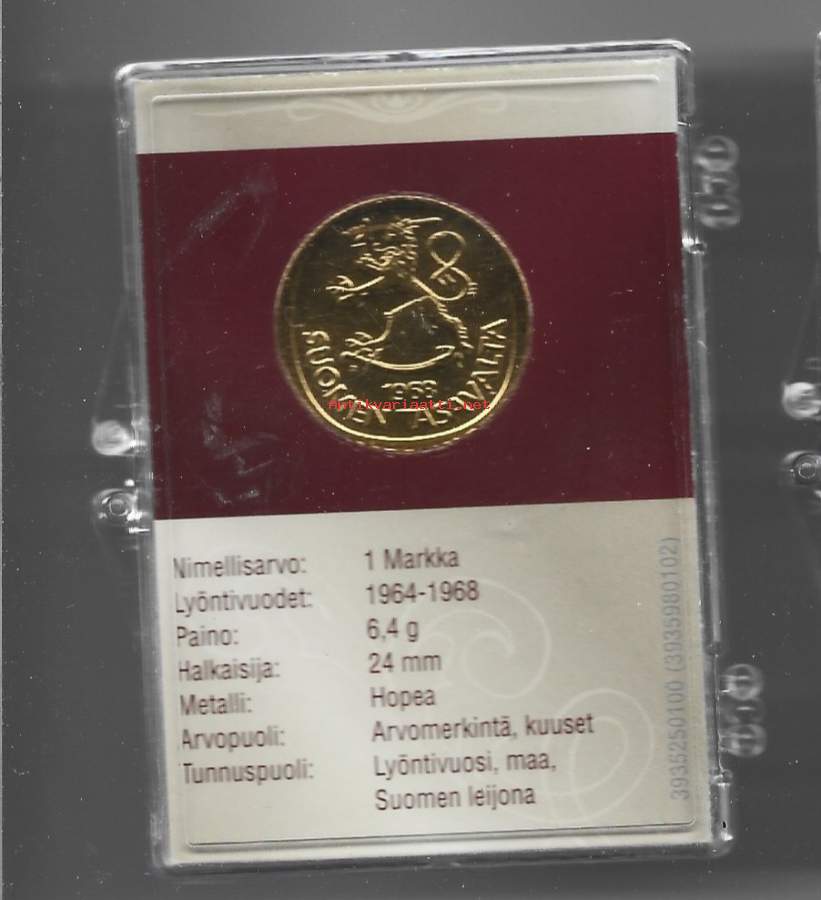 SUOMEN TASAVALTA
1968
antikvariaatti.net
Nimellisarvo: 1 Markka
Lyöntivuodet: 1964-1968
Paino: 6,4 g
Halkaisija: 24 mm
Metalli: Hopea
Arvopuoli: Arvomerkintä, kuuset
Tunnuspuoli: Lyöntivuosi, maa,
Suomen leijona
3935250100 (3935980102)